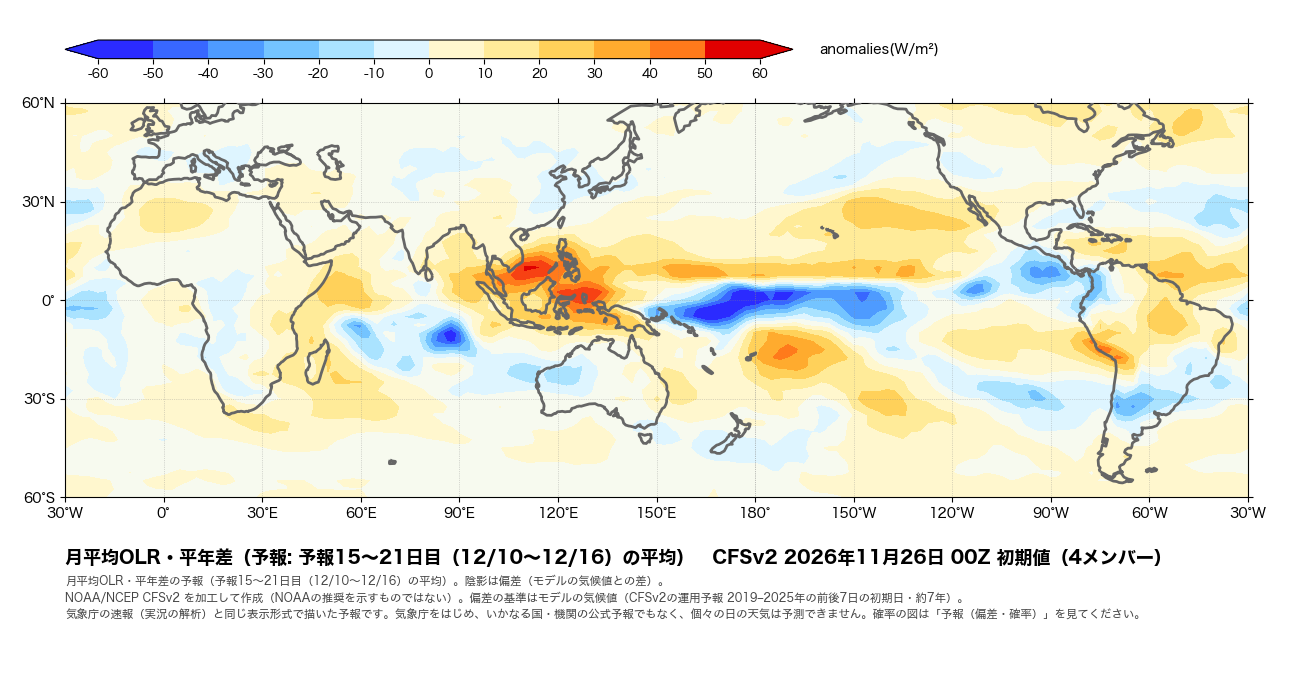 anomalies(W/m²)
-60 -50 -40 -30 -20 -10 0 10 20 30 40 50 60
60°N
30°N
0°
30°S
60°S
30°W 0° 30°E 60°E 90°E 120°E 150°E 180° 150°W 120°W 90°W 60°W 30°W
月平均OLR・平年差（予報: 予報15～21日目（12/10～12/16）の平均） CFSv2 2026年11月26日 00Z 初期値（4メンバー）
月平均OLR・平年差の予報（予報15～21日目（12/10～12/16）の平均）。陰影は偏差（モデルの気候値との差）。
NOAA/NCEP CFSv2 を加工して作成（NOAAの推奨を示すものではない）。偏差の基準はモデルの気候値（CFSv2の運用予報 2019–2025年の前後7日の初期日・約7年）。
気象庁の速報（実況の解析）と同じ表示形式で描いた予報です。気象庁をはじめ、いかなる国・機関の公式予報でもなく、個々の日の天気は予測できません。確率の図は「予報（偏差・確率）」を見てください。